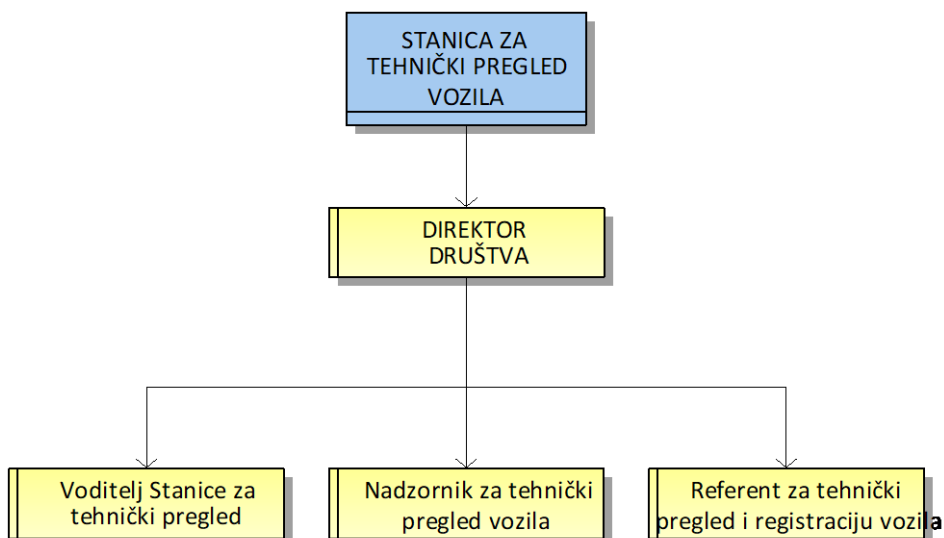 STANICA ZA
TEHNIČKI PREGLED
VOZILA
DIREKTOR
DRUŠTVA
Voditelj Stanice za
tehnički pregled
Nadzornik za tehnički
pregled vozila
Referent za tehnički
pregled i registraciju vozila